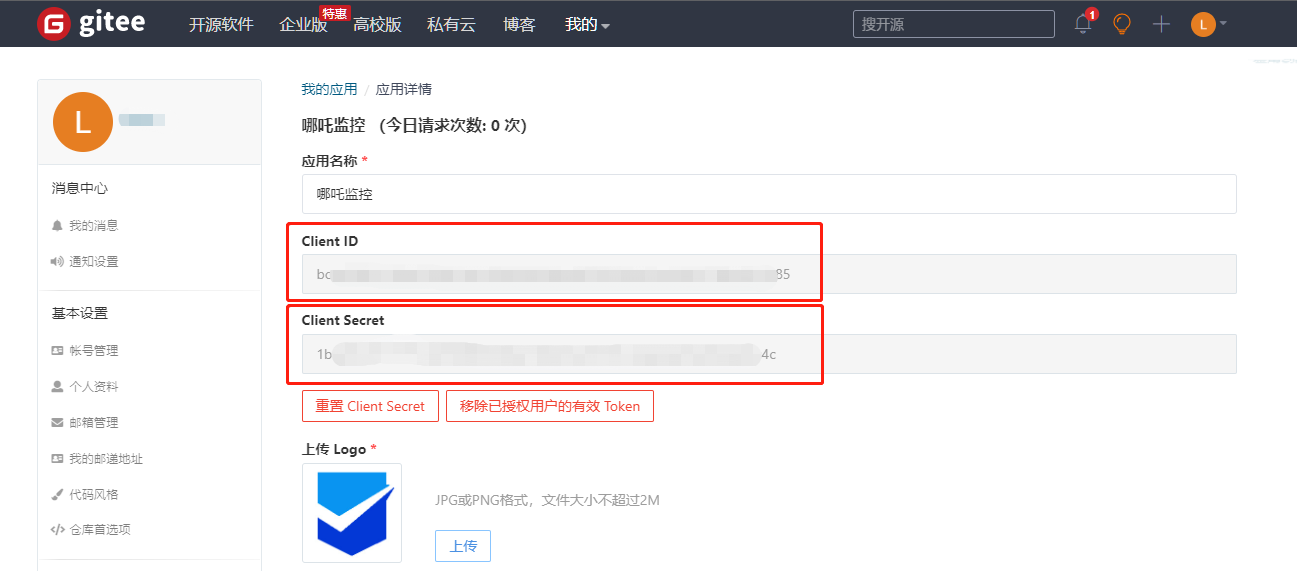 gitee 开源软件 企业版 特惠 高校版 私有云 博客 我的 搜开源 1 L
L
我的应用 / 应用详情
哪吒监控 （今日请求次数: 0 次）
应用名称 *
哪吒监控
消息中心
我的消息
通知设置
Client ID
bc
85
Client Secret
1b
4c
基本设置
帐号管理
个人资料
邮箱管理
我的邮递地址
代码风格
仓库首选项
重置 Client Secret 移除已授权用户的有效 Token
上传 Logo *
JPG或PNG格式，文件大小不超过2M
上传